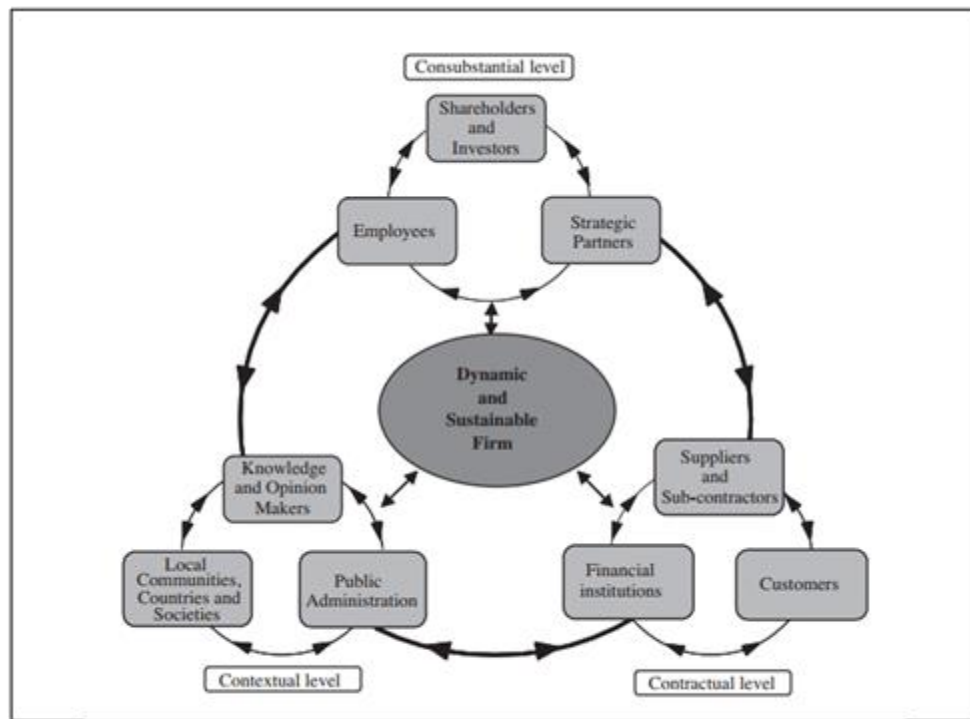 Consubstantial level
Shareholders
and
Investors
Employees
Strategic
Partners
Dynamic
and
Sustainable
Firm
Knowledge
and Opinion
Makers
Suppliers
and
Sub-contractors
Local
Communities,
Countries and
Societies
Public
Administration
Financial
institutions
Customers
Contextual level
Contractual level